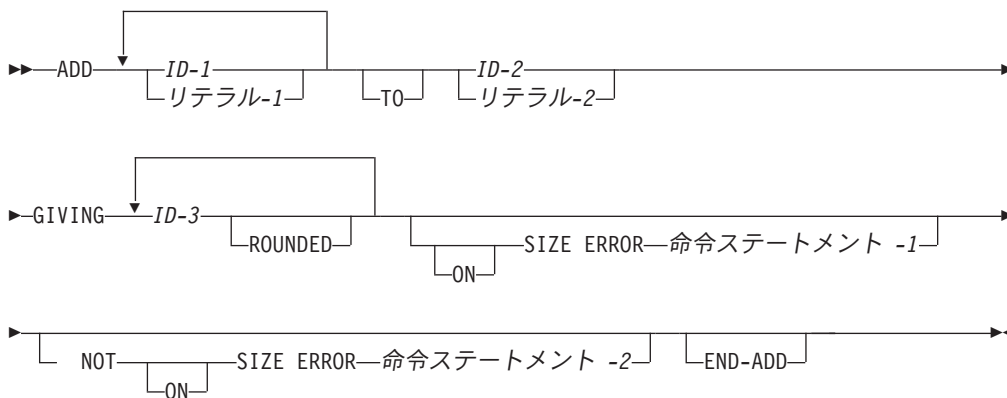 ADD ID-1 TO ID-2
リテラル-1 リテラル-2
GIVING ID-3 ROUNDED ON SIZE ERROR 命令ステートメント -1
NOT ON SIZE ERROR 命令ステートメント -2 END-ADD